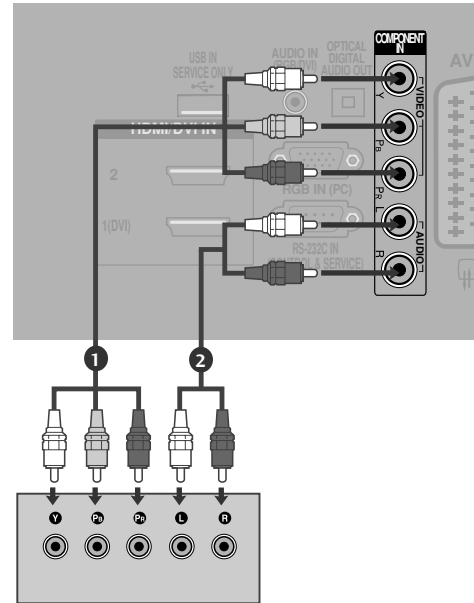 COMPONENT
IN
USB IN
SERVICE ONLY
AUDIO IN
(RGB/DVI)
OPTICAL
DIGITAL
AUDIO OUT
AV
Y
VIDEO
HDMI/DVI IN
PB
2
PR
RGB IN (PC)
L
1(DVI)
AUDIO
RS-232C IN
(CONTROL & SERVICE)
R
1
2
Y PB PR L R